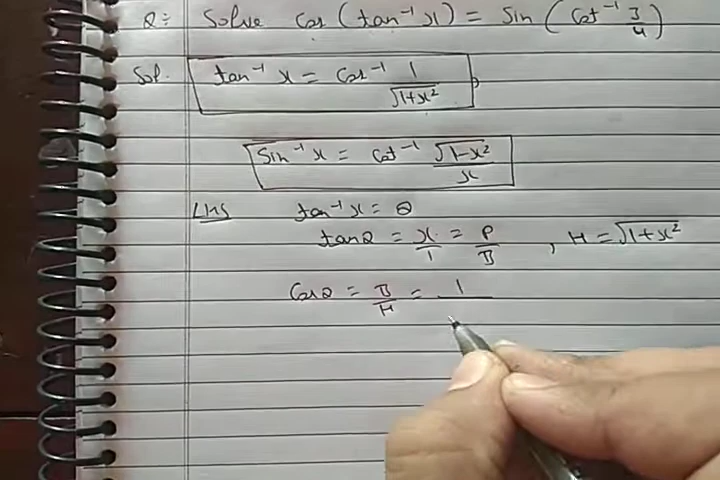 Q÷ Solve Cos (tan⁻¹ x) = Sin (Cot⁻¹ 3/4)
Sol. tan⁻¹ x = Cos⁻¹ 1/√1+x² ,
Sin⁻¹ x = Cot⁻¹ √1-x²/x
LHS tan⁻¹ x = θ
tanθ = x/1 = P/B , H = √1+x²
Cosθ = B/H = 1